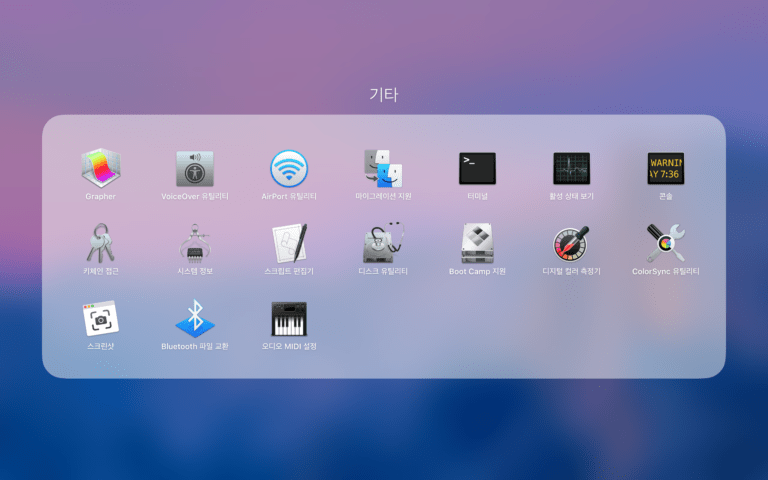 기타
Grapher
VoiceOver 유틸리티
AirPort 유틸리티
마이그레이션 지원
터미널
활성 상태 보기
콘솔
>_
WARNIN
AY 7:36
키체인 접근
시스템 정보
스크립트 편집기
디스크 유틸리티
Boot Camp 지원
디지털 컬러 측정기
ColorSync 유틸리티
스크린샷
Bluetooth 파일 교환
오디오 MIDI 설정